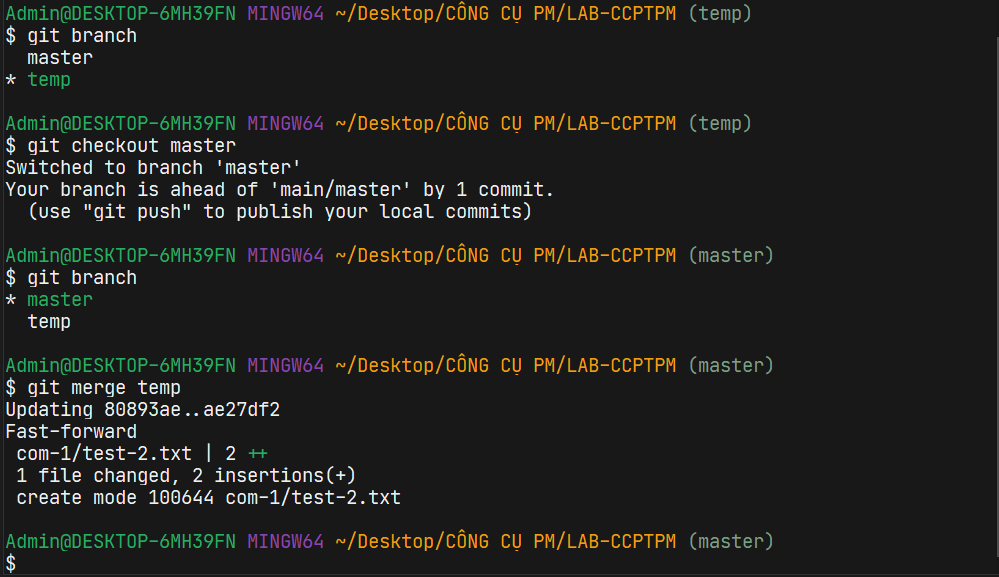 Admin@DESKTOP-6MH39FN MINGW64 ~/Desktop/CÔNG CỤ PM/LAB-CCPTPM (temp)
$ git branch
  master
* temp

Admin@DESKTOP-6MH39FN MINGW64 ~/Desktop/CÔNG CỤ PM/LAB-CCPTPM (temp)
$ git checkout master
Switched to branch 'master'
Your branch is ahead of 'main/master' by 1 commit.
  (use "git push" to publish your local commits)

Admin@DESKTOP-6MH39FN MINGW64 ~/Desktop/CÔNG CỤ PM/LAB-CCPTPM (master)
$ git branch
* master
  temp

Admin@DESKTOP-6MH39FN MINGW64 ~/Desktop/CÔNG CỤ PM/LAB-CCPTPM (master)
$ git merge temp
Updating 80893ae..ae27df2
Fast-forward
 com-1/test-2.txt | 2 ++
 1 file changed, 2 insertions(+)
 create mode 100644 com-1/test-2.txt

Admin@DESKTOP-6MH39FN MINGW64 ~/Desktop/CÔNG CỤ PM/LAB-CCPTPM (master)
$